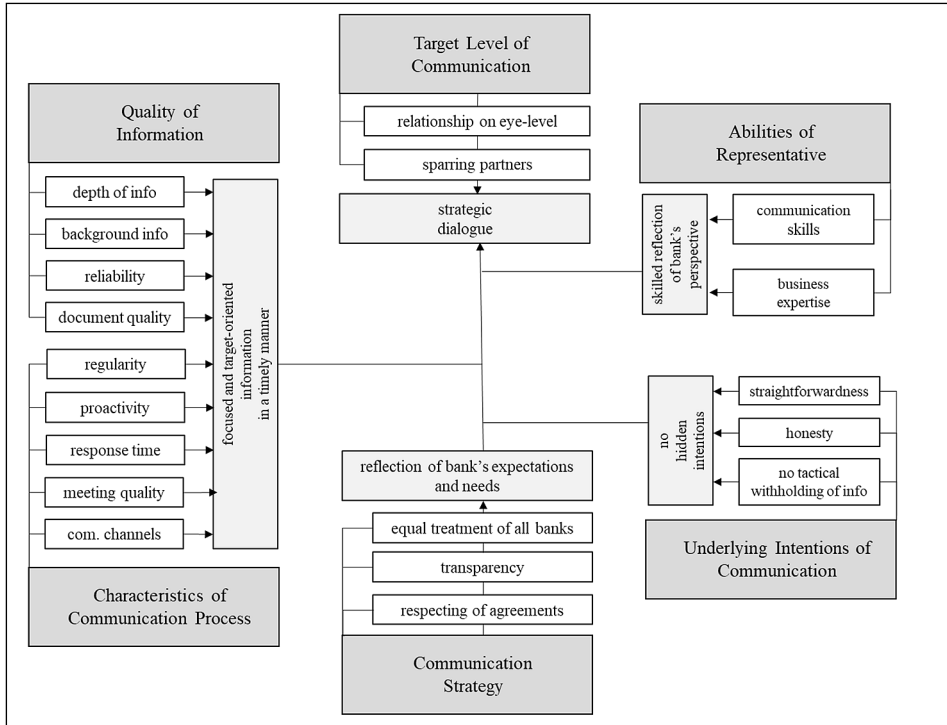 Target Level of
Communication
relationship on eye-level
sparring partners
strategic
dialogue
Quality of
Information
depth of info
background info
reliability
document quality
regularity
proactivity
response time
meeting quality
com. channels
focused and target-oriented
information
in a timely manner
Characteristics of
Communication Process
Abilities of
Representative
communication
skills
business
expertise
skilled reflection
of bank's
perspective
straightforwardness
honesty
no tactical
withholding of info
no
hidden
intentions
Underlying Intentions of
Communication
reflection of bank's expectations
and needs
equal treatment of all banks
transparency
respecting of agreements
Communication
Strategy